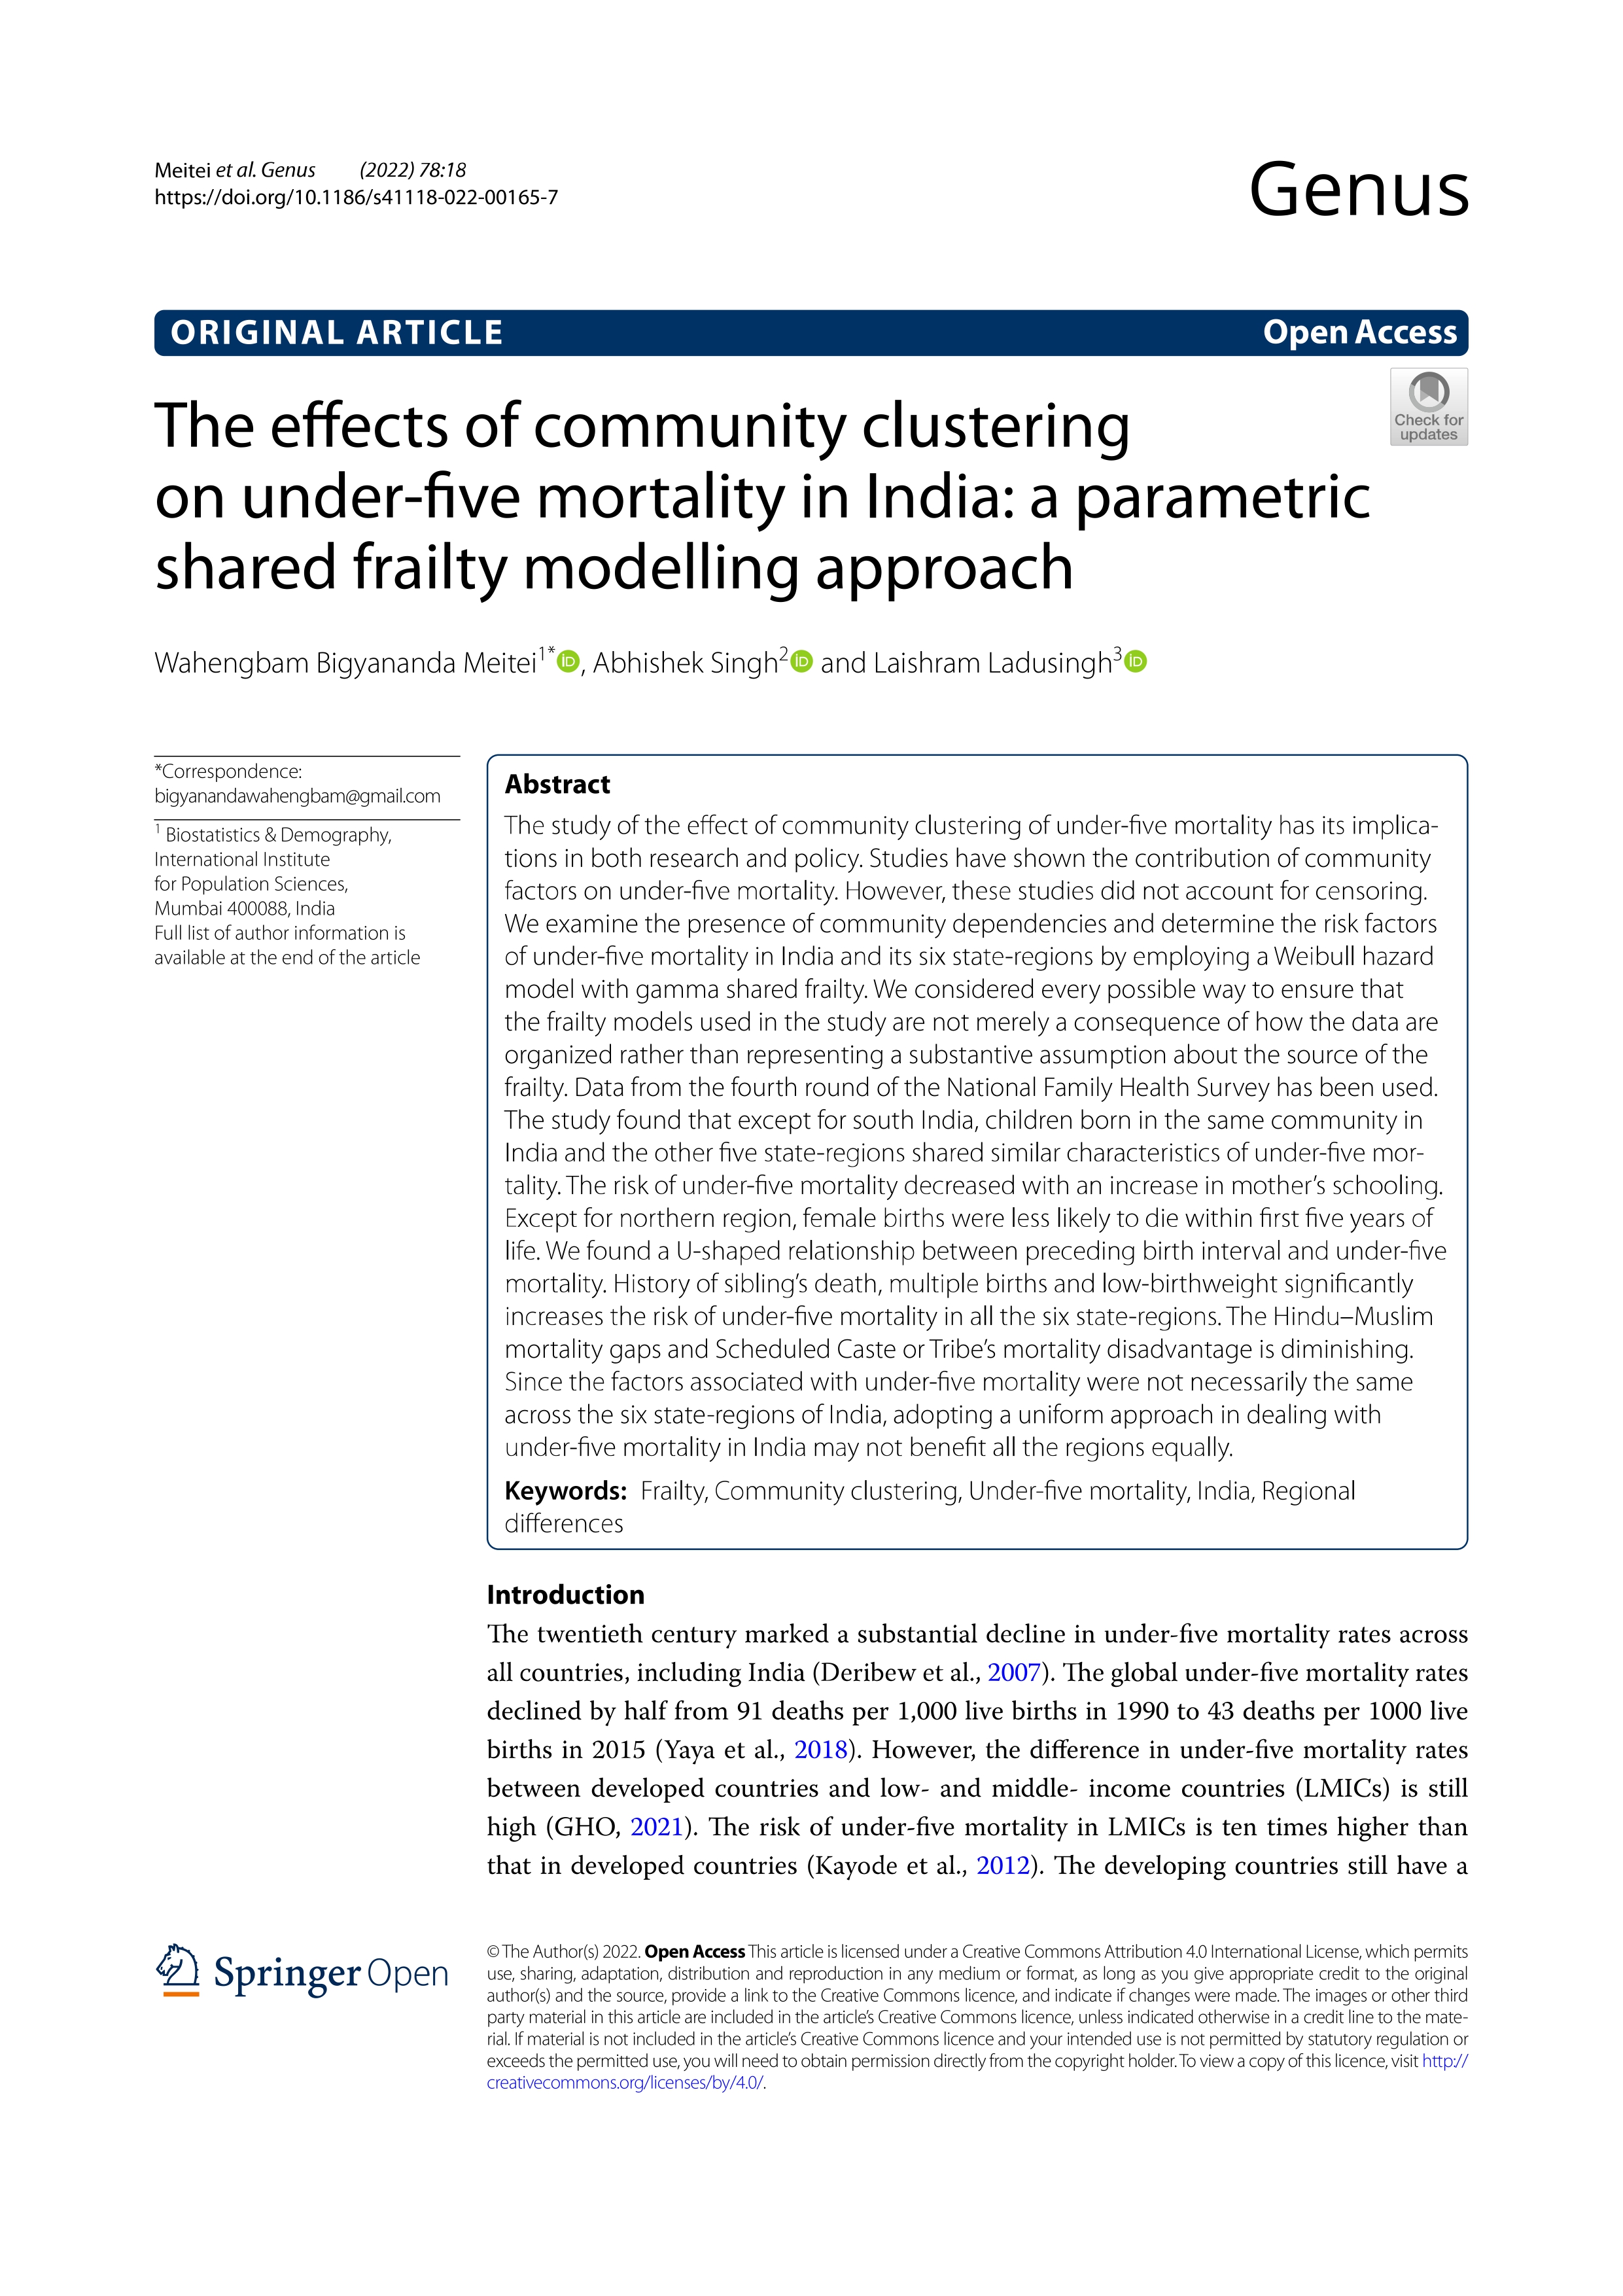 Meitei et al. Genus (2022) 78:18
https://doi.org/10.1186/s41118-022-00165-7
Genus
ORIGINAL ARTICLE
Open Access
Check for
updates
The effects of community clustering
on under-five mortality in India: a parametric
shared frailty modelling approach
Wahengbam Bigyananda Meitei1* iD, Abhishek Singh2 iD and Laishram Ladusingh3 iD
*Correspondence:
bigyanandawahengbam@gmail.com
1 Biostatistics & Demography,
International Institute
for Population Sciences,
Mumbai 400088, India
Full list of author information is
available at the end of the article
Abstract
The study of the effect of community clustering of under-five mortality has its implica-
tions in both research and policy. Studies have shown the contribution of community
factors on under-five mortality. However, these studies did not account for censoring.
We examine the presence of community dependencies and determine the risk factors
of under-five mortality in India and its six state-regions by employing a Weibull hazard
model with gamma shared frailty. We considered every possible way to ensure that
the frailty models used in the study are not merely a consequence of how the data are
organized rather than representing a substantive assumption about the source of the
frailty. Data from the fourth round of the National Family Health Survey has been used.
The study found that except for south India, children born in the same community in
India and the other five state-regions shared similar characteristics of under-five mor-
tality. The risk of under-five mortality decreased with an increase in mother's schooling.
Except for northern region, female births were less likely to die within first five years of
life. We found a U-shaped relationship between preceding birth interval and under-five
mortality. History of sibling's death, multiple births and low-birthweight significantly
increases the risk of under-five mortality in all the six state-regions. The Hindu–Muslim
mortality gaps and Scheduled Caste or Tribe's mortality disadvantage is diminishing.
Since the factors associated with under-five mortality were not necessarily the same
across the six state-regions of India, adopting a uniform approach in dealing with
under-five mortality in India may not benefit all the regions equally.
Keywords: Frailty, Community clustering, Under-five mortality, India, Regional
differences
Introduction
The twentieth century marked a substantial decline in under-five mortality rates across
all countries, including India (Deribew et al., 2007). The global under-five mortality rates
declined by half from 91 deaths per 1,000 live births in 1990 to 43 deaths per 1000 live
births in 2015 (Yaya et al., 2018). However, the difference in under-five mortality rates
between developed countries and low- and middle- income countries (LMICs) is still
high (GHO, 2021). The risk of under-five mortality in LMICs is ten times higher than
that in developed countries (Kayode et al., 2012). The developing countries still have a
Springer Open
© The Author(s) 2022. Open Access This article is licensed under a Creative Commons Attribution 4.0 International License, which permits
use, sharing, adaptation, distribution and reproduction in any medium or format, as long as you give appropriate credit to the original
author(s) and the source, provide a link to the Creative Commons licence, and indicate if changes were made. The images or other third
party material in this article are included in the article's Creative Commons licence, unless indicated otherwise in a credit line to the mate-
rial. If material is not included in the article's Creative Commons licence and your intended use is not permitted by statutory regulation or
exceeds the permitted use, you will need to obtain permission directly from the copyright holder. To view a copy of this licence, visit http://
creativecommons.org/licenses/by/4.0/.